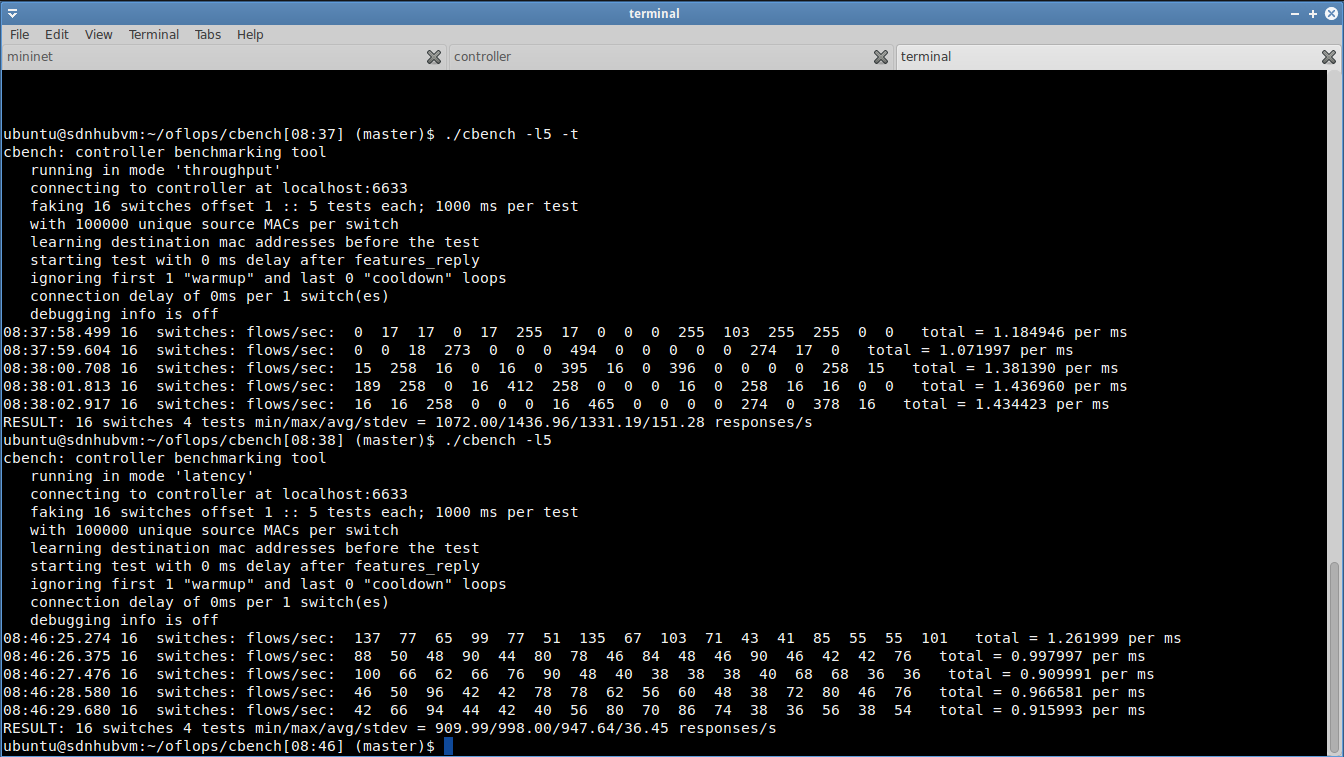 terminal
File Edit View Terminal Tabs Help
mininet controller terminal
ubuntu@sdnhubvm:~/oflops/cbench[08:37] (master)$ ./cbench -l5 -t
cbench: controller benchmarking tool
   running in mode 'throughput'
   connecting to controller at localhost:6633
   faking 16 switches offset 1 :: 5 tests each; 1000 ms per test
   with 100000 unique source MACs per switch
   learning destination mac addresses before the test
   starting test with 0 ms delay after features_reply
   ignoring first 1 "warmup" and last 0 "cooldown" loops
   connection delay of 0ms per 1 switch(es)
   debugging info is off
08:37:58.499 16  switches: flows/sec:  0  17  17  0  17  255  17  0  0  0  255  103  255  255  0  0   total = 1.184946 per ms
08:37:59.604 16  switches: flows/sec:  0  0  18  273  0  0  0  494  0  0  0  0  0  274  17  0   total = 1.071997 per ms
08:38:00.708 16  switches: flows/sec:  15  258  16  0  16  0  395  16  0  396  0  0  0  0  258  15   total = 1.381390 per ms
08:38:01.813 16  switches: flows/sec:  189  258  0  16  412  258  0  0  0  16  0  258  16  16  0  0   total = 1.436960 per ms
08:38:02.917 16  switches: flows/sec:  16  16  258  0  0  0  16  465  0  0  0  0  274  0  378  16   total = 1.434423 per ms
RESULT: 16 switches 4 tests min/max/avg/stdev = 1072.00/1436.96/1331.19/151.28 responses/s
ubuntu@sdnhubvm:~/oflops/cbench[08:38] (master)$ ./cbench -l5
cbench: controller benchmarking tool
   running in mode 'latency'
   connecting to controller at localhost:6633
   faking 16 switches offset 1 :: 5 tests each; 1000 ms per test
   with 100000 unique source MACs per switch
   learning destination mac addresses before the test
   starting test with 0 ms delay after features_reply
   ignoring first 1 "warmup" and last 0 "cooldown" loops
   connection delay of 0ms per 1 switch(es)
   debugging info is off
08:46:25.274 16  switches: flows/sec:  137  77  65  99  77  51  135  67  103  71  43  41  85  55  55  101   total = 1.261999 per ms
08:46:26.375 16  switches: flows/sec:  88  50  48  90  44  80  78  46  84  48  46  90  46  42  42  76   total = 0.997997 per ms
08:46:27.476 16  switches: flows/sec:  100  66  62  66  76  90  48  40  38  38  38  40  68  68  36  36   total = 0.909991 per ms
08:46:28.580 16  switches: flows/sec:  46  50  96  42  42  78  78  62  56  60  48  38  72  80  46  76   total = 0.966581 per ms
08:46:29.680 16  switches: flows/sec:  42  66  94  44  42  40  56  80  70  86  74  38  36  56  38  54   total = 0.915993 per ms
RESULT: 16 switches 4 tests min/max/avg/stdev = 909.99/998.00/947.64/36.45 responses/s
ubuntu@sdnhubvm:~/oflops/cbench[08:46] (master)$